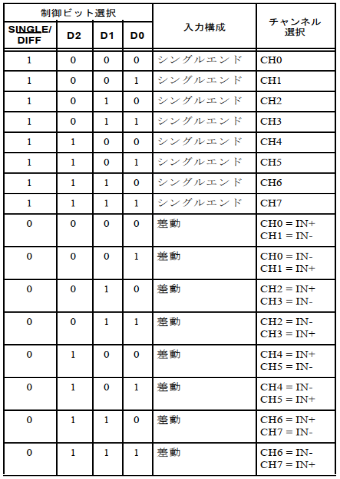 制御ビット選択 入力構成 チャンネル
選択
SINGLE/
DIFF D2 D1 D0
1 0 0 0 シングルエンド CH0
1 0 0 1 シングルエンド CH1
1 0 1 0 シングルエンド CH2
1 0 1 1 シングルエンド CH3
1 1 0 0 シングルエンド CH4
1 1 0 1 シングルエンド CH5
1 1 1 0 シングルエンド CH6
1 1 1 1 シングルエンド CH7
0 0 0 0 差動 CH0 = IN+
CH1 = IN-
0 0 0 1 差動 CH0 = IN-
CH1 = IN+
0 0 1 0 差動 CH2 = IN+
CH3 = IN-
0 0 1 1 差動 CH2 = IN-
CH3 = IN+
0 1 0 0 差動 CH4 = IN+
CH5 = IN-
0 1 0 1 差動 CH4 = IN-
CH5 = IN+
0 1 1 0 差動 CH6 = IN+
CH7 = IN-
0 1 1 1 差動 CH6 = IN-
CH7 = IN+